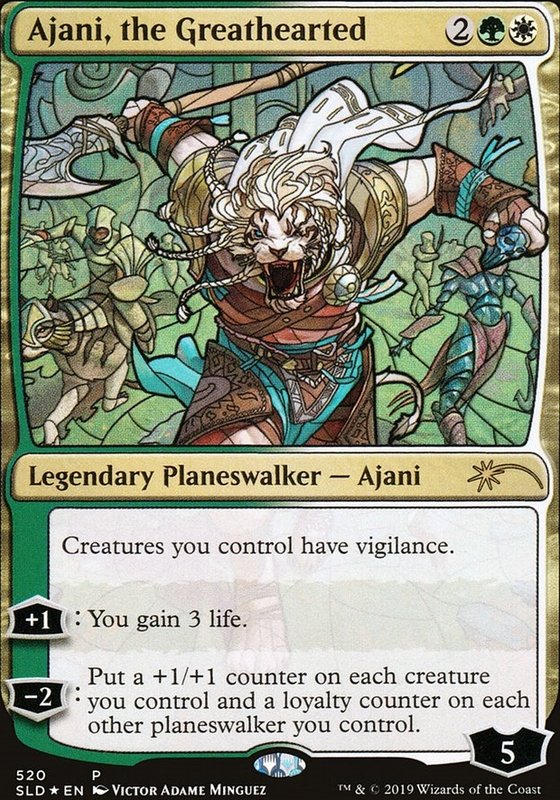 Ajani, the Greathearted 2
Legendary Planeswalker — Ajani
Creatures you control have vigilance.
+1 : You gain 3 life.
−2 : Put a +1/+1 counter on each creature
you control and a loyalty counter on each
other planeswalker you control.
5
520 P
SLD ★ EN Victor Adame Minguez
™ & © 2019 Wizards of the Coast